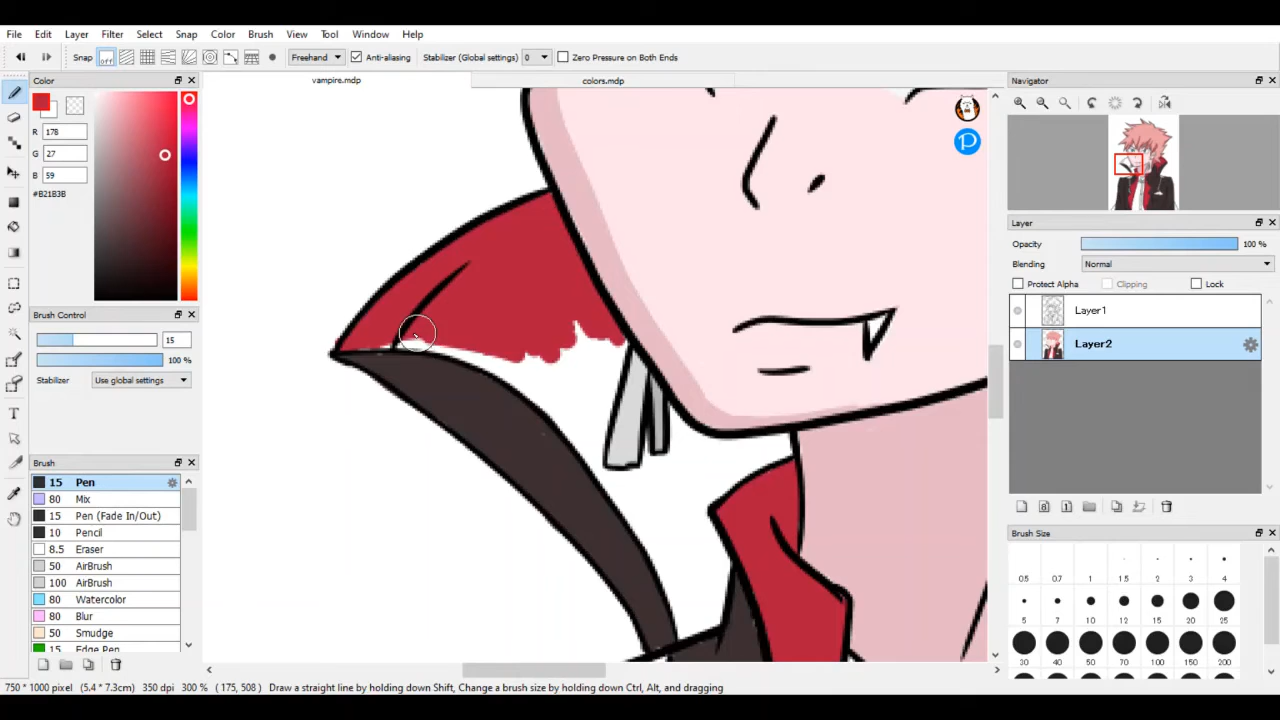 File Edit Layer Filter Select Snap Color Brush View Tool Window Help
Snap off Freehand Anti-aliasing Stabilizer (Global settings) 0 Zero Pressure on Both Ends
Color
vampire.mdp
colors.mdp
Navigator
R 178
G 27
B 59
#B21B3B
Layer
Opacity 100 %
Blending Normal
Protect Alpha Clipping Lock
Layer1
Layer2
Brush Control
15
100 %
Stabilizer Use global settings
Brush
15 Pen
80 Mix
15 Pen (Fade In/Out)
10 Pencil
8.5 Eraser
50 AirBrush
100 AirBrush
80 Watercolor
80 Blur
50 Smudge
15 Edge Pen
Brush Size
0.5 0.7 1 1.5 2 3 4
5 7 10 12 15 20 25
30 40 50 70 100 150 200
750 * 1000 pixel (5.4 * 7.3cm) 350 dpi 300 % ( 175, 508 ) Draw a straight line by holding down Shift, Change a brush size by holding down Ctrl, Alt, and dragging